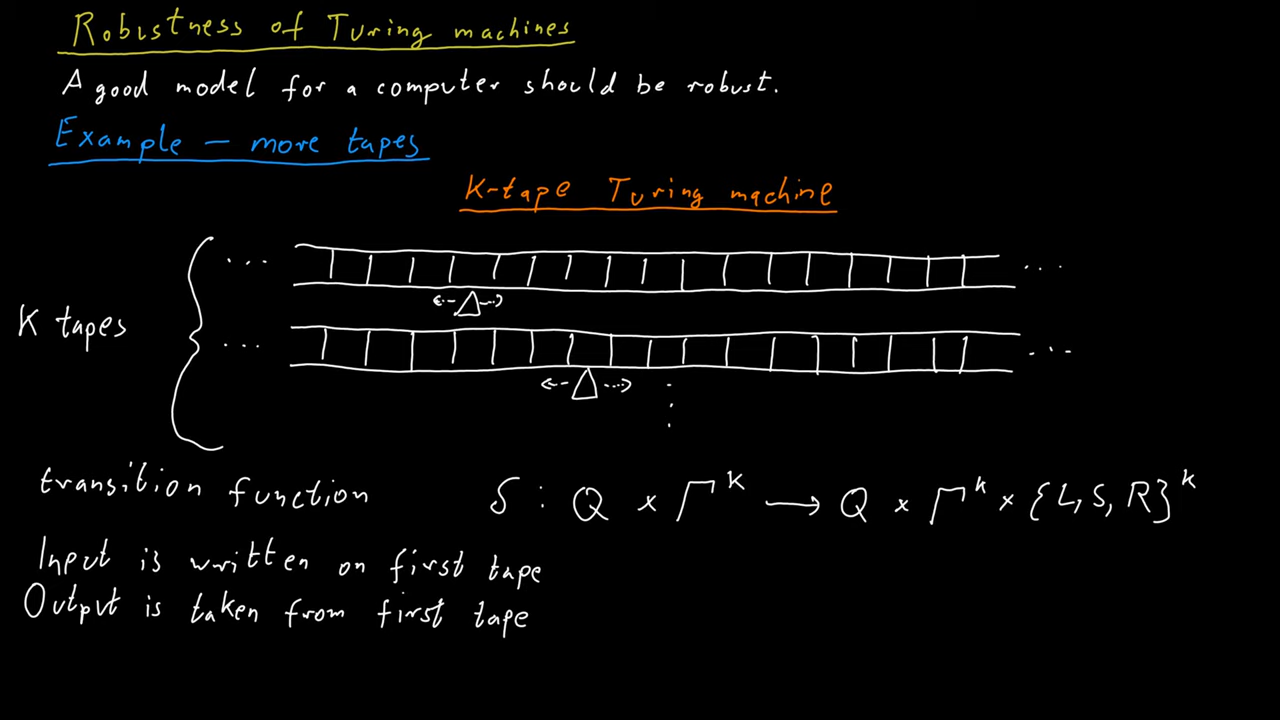 Robustness of Turing machines
A good model for a computer should be robust.
Example – more tapes
K-tape Turing machine
... ...
K tapes
... ...
transition function δ : Q × Γ^k → Q × Γ^k × {L, S, R}^k
Input is written on first tape
Output is taken from first tape